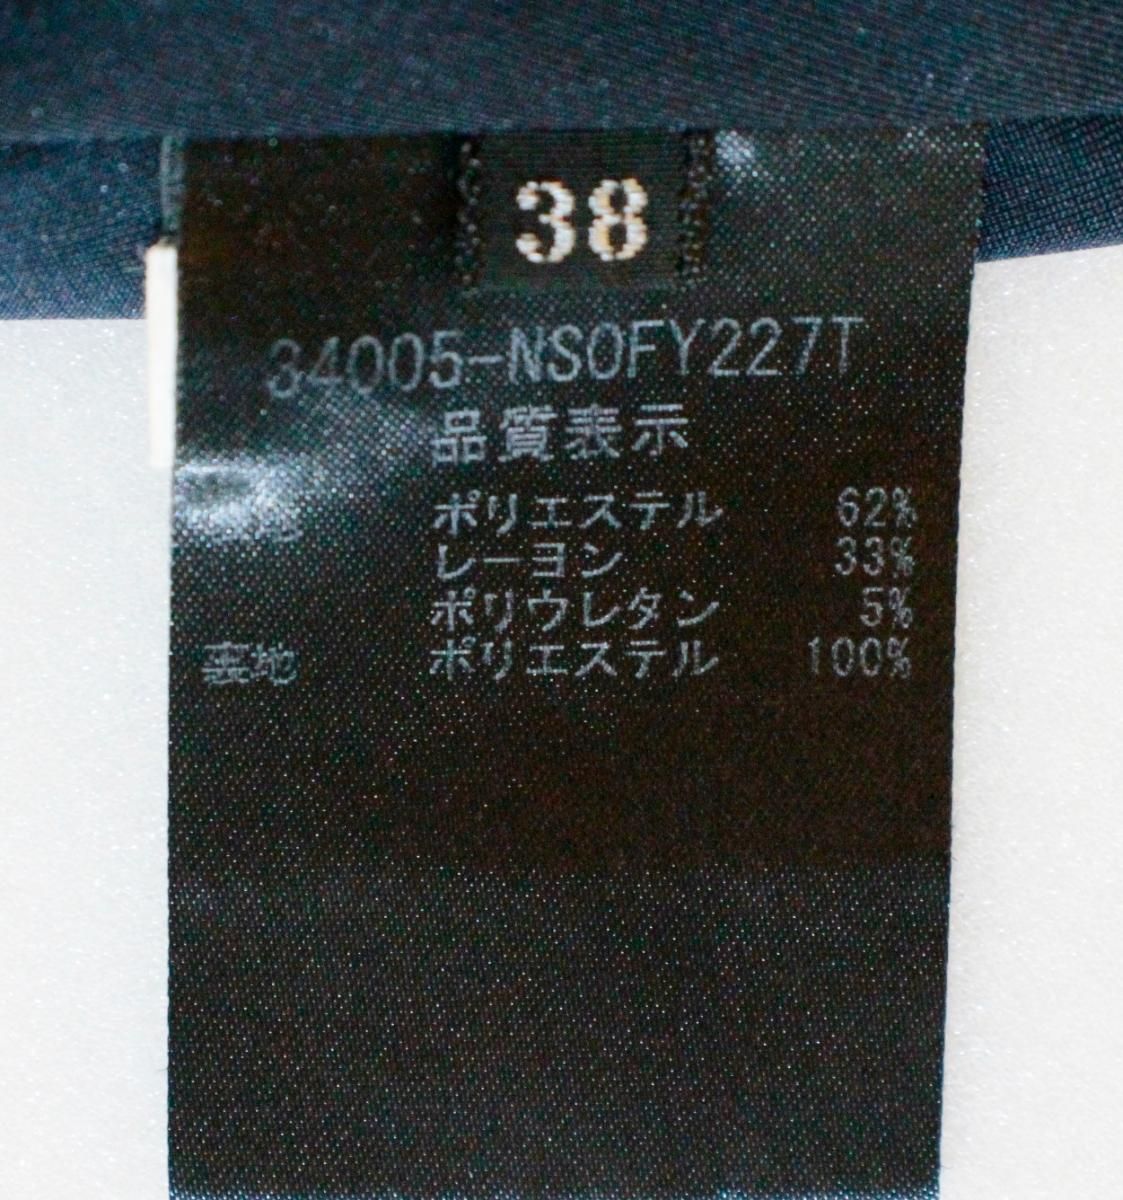 38
34005-NSOFY227T
品質表示
ポリエステル 62%
レーヨン 33%
ポリウレタン 5%
裏地 ポリエステル 100%